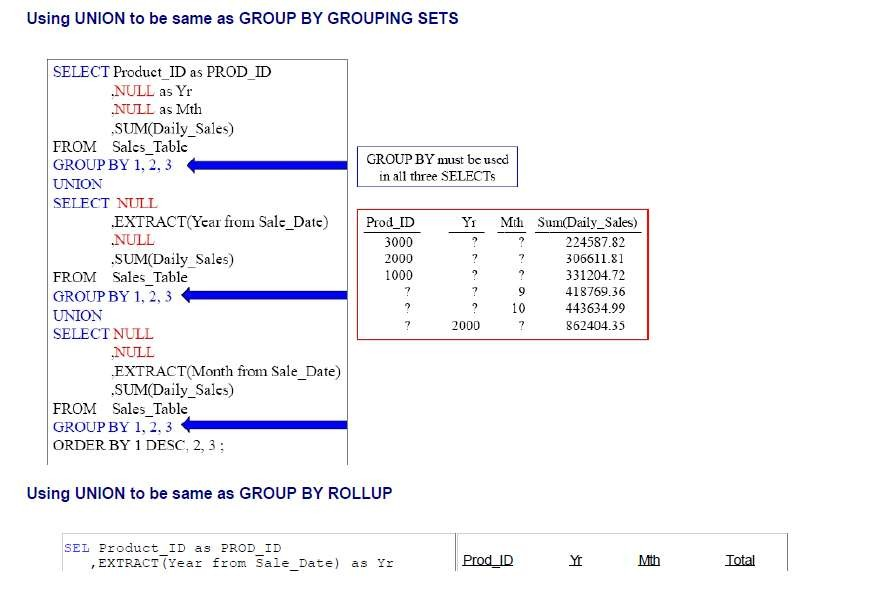 Using UNION to be same as GROUP BY GROUPING SETS
SELECT Product_ID as PROD_ID
,NULL as Yr
,NULL as Mth
,SUM(Daily_Sales)
FROM Sales_Table
GROUP BY 1, 2, 3
UNION
SELECT NULL
,EXTRACT(Year from Sale_Date)
,NULL
,SUM(Daily_Sales)
FROM Sales_Table
GROUP BY 1, 2, 3
UNION
SELECT NULL
,NULL
,EXTRACT(Month from Sale_Date)
,SUM(Daily_Sales)
FROM Sales_Table
GROUP BY 1, 2, 3
ORDER BY 1 DESC, 2, 3 ;
GROUP BY must be used
in all three SELECTs
Prod_ID Yr Mth Sum(Daily_Sales)
3000 ? ? 224587.82
2000 ? ? 306611.81
1000 ? ? 331204.72
? ? 9 418769.36
? ? 10 443634.99
? 2000 ? 862404.35
Using UNION to be same as GROUP BY ROLLUP
SEL Product_ID as PROD_ID
,EXTRACT(Year from Sale_Date) as Yr
Prod_ID Yr Mth Total